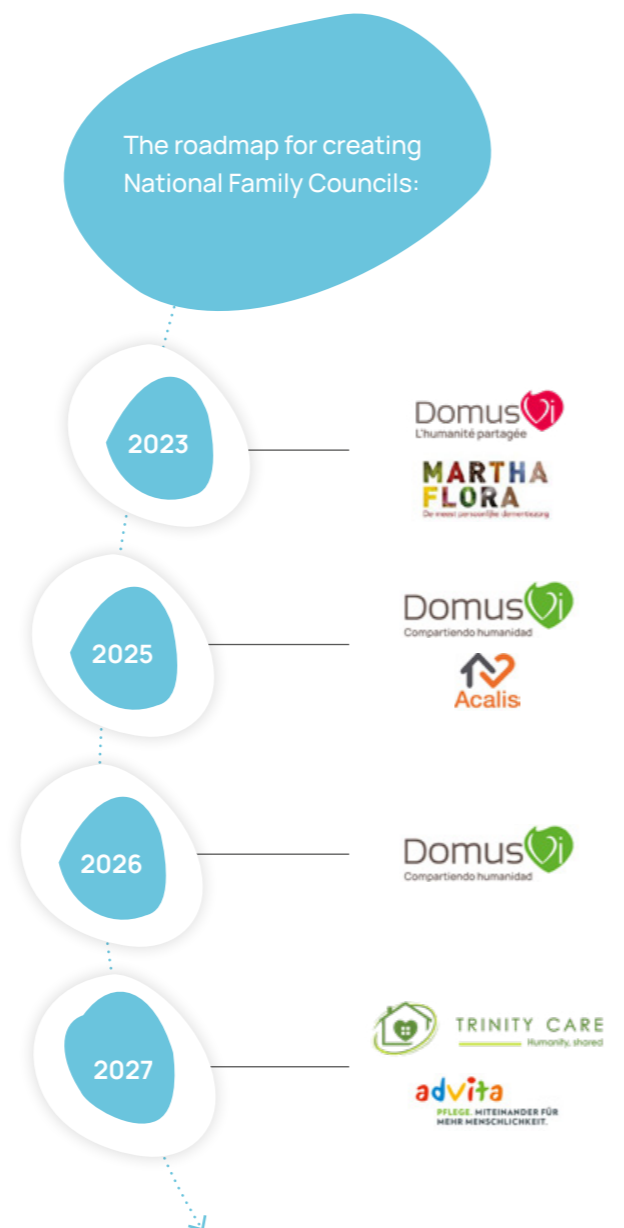 The roadmap for creating
National Family Councils:
2023
DomusVi
L'humanité partagée
MARTHA
FLORA
De meest persoonlijke dementiezorg
2025
DomusVi
Compartiendo humanidad
Acalis
2026
DomusVi
Compartiendo humanidad
2027
TRINITY CARE
Humanity, shared
advita
PFLEGE. MITEINANDER FÜR
MEHR MENSCHLICHKEIT.